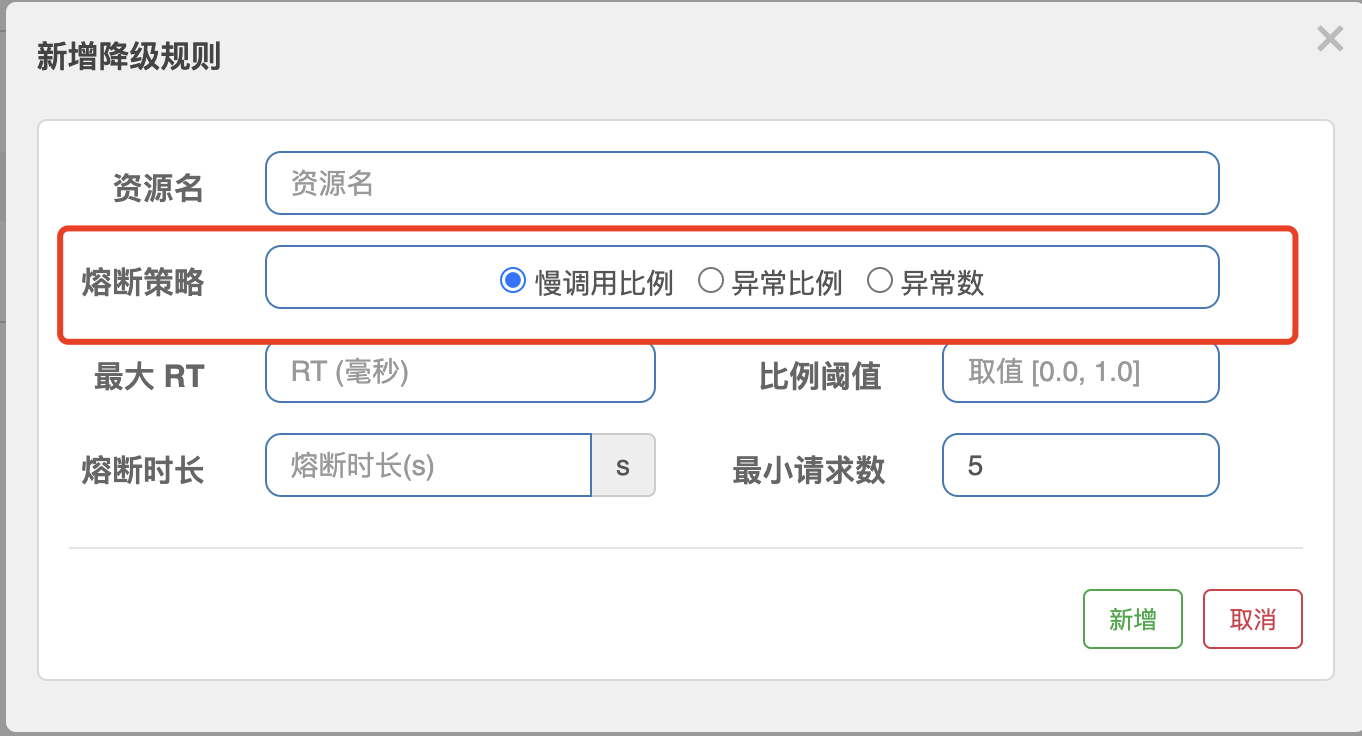 新增降级规则
×
资源名 资源名
熔断策略 慢调用比例 异常比例 异常数
最大 RT RT (毫秒) 比例阈值 取值 [0.0, 1.0]
熔断时长 熔断时长(s) s 最小请求数 5
新增 取消